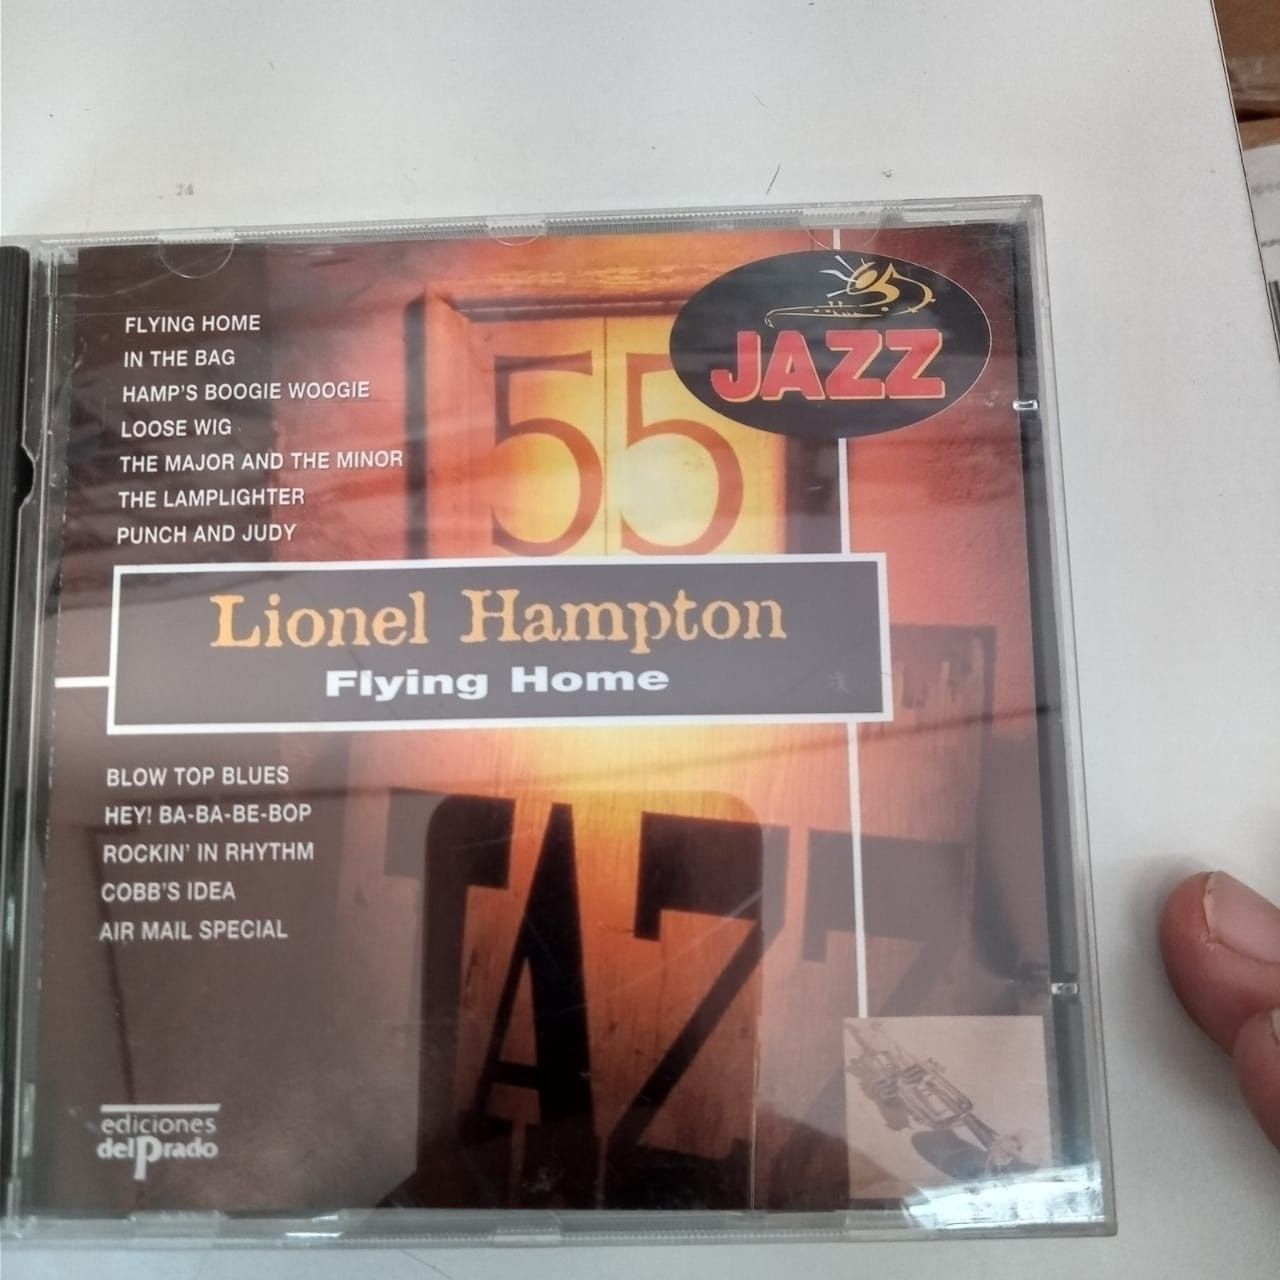 FLYING HOME
IN THE BAG
HAMP'S BOOGIE WOOGIE
LOOSE WIG
THE MAJOR AND THE MINOR
THE LAMPLIGHTER
PUNCH AND JUDY
55
JAZZ
Lionel Hampton
Flying Home
BLOW TOP BLUES
HEY! BA-BA-BE-BOP
ROCKIN' IN RHYTHM
COBB'S IDEA
AIR MAIL SPECIAL
JAZZ
ediciones
delPrado